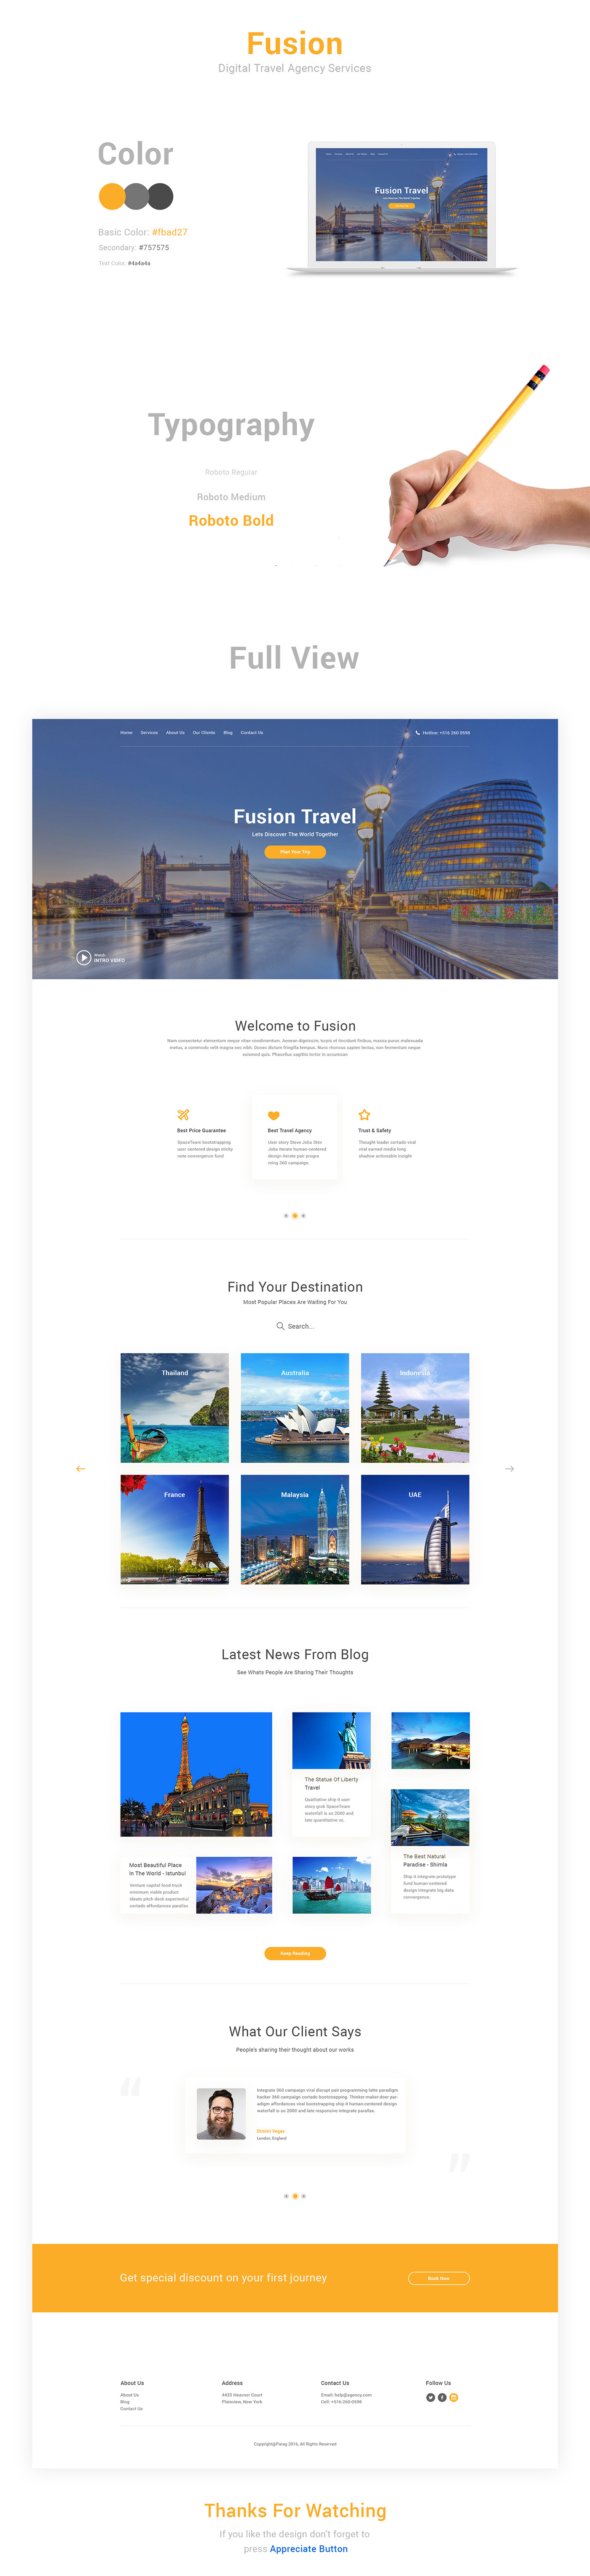 Fusion
Digital Travel Agency Services
Color
Basic Color: #fbad27
Secondary: #757575
Text Color: #4a4a4a
Fusion Travel
Typography
Roboto Regular
Roboto Medium
Roboto Bold
Full View
Home Services About Us Our Clients Blog Contact Us
Hotline: +516 260 0598
Fusion Travel
Lets Discover The World Together
Plan Your Trip
Watch
INTRO VIDEO
Welcome to Fusion
Nam consectetur elementum neque vitae condimentum. Aenean dignissim, turpis et tincidunt finibus, massa purus malesuada
metus, a commodo velit magna nec nibh. Donec dictum fringilla tempus. Nunc rhoncus sapien lectus, non fermentum neque
euismod quis. Phasellus sagittis tortor in accumsan
Best Price Guarantee
SpaceTeam bootstrapping
user centered design sticky
note convergence fund
Best Travel Agency
User story Steve Jobs Siev
Jobs iterate human-centered
design iterate pair progra
ming 360 campaign.
Trust & Safety
Thought leader cortado viral
viral owned media long
shadow actionable insight
Find Your Destination
Most Popular Places Are Waiting For You
Search...
Thailand
Australia
Indonesia
France
Malaysia
UAE
Latest News From Blog
See Whats People Are Sharing Their Thoughts
The Statue Of Liberty
Travel
Qualitative ship it user
story grok SpaceTeam
waterfall is so 2000 and
late quantitative vs.
Most Beautiful Place
in The World - Istunbul
Venture capital food-truck
minimum viable product
ideate pitch deck experiential
cortado affordances paradigm
The Best Natural
Paradise - Shimla
Ship it integrate prototype
fund human-centered
design integrate big data
convergence.
Keep Reading
What Our Client Says
People's sharing their thought about our works
Integrate 360 campaign viral disrupt pair programming latte paradigm
hacker 360 campaign cortado bootstrapping. Thinker-maker-doer par-
adigm affordances viral bootstrapping ship it human-centered design
waterfall is so 2000 and late responsive integrate parallax.
Dimitri Vegas
London, England
Get special discount on your first journey
Book Now
About Us
About Us
Blog
Contact Us
Address
4433 Heavner Court
Plainview, New York
Contact Us
Email: help@agency.com
Cell: +516-260-0598
Follow Us
Copyright@Parag 2016, All Rights Reserved
Thanks For Watching
If you like the design don't forget to
press Appreciate Button